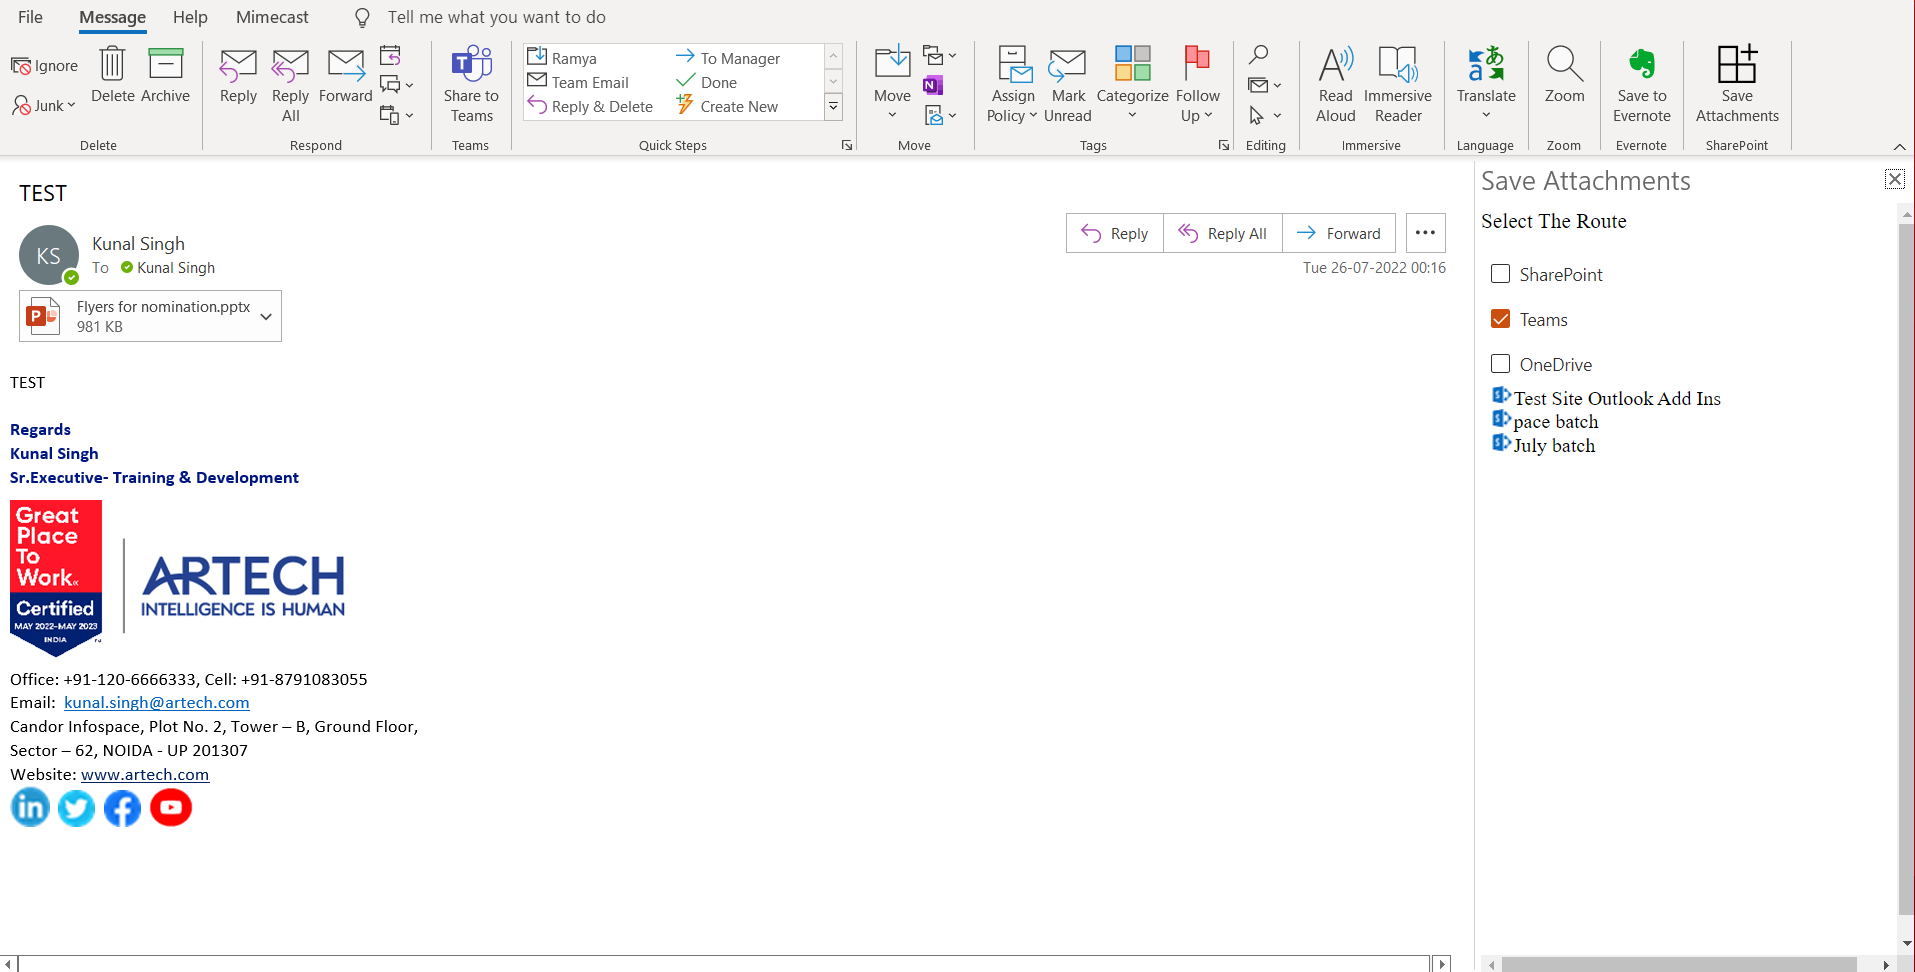 File Message Help Mimecast Tell me what you want to do
Ignore
Junk
Delete
Archive
Delete
Reply
Reply All
Forward
Respond
Share to Teams
Teams
Ramya
Team Email
Reply & Delete
To Manager
Done
Create New
Quick Steps
Move
Move
Assign Policy
Mark Unread
Categorize
Follow Up
Tags
Editing
Read Aloud
Immersive Reader
Immersive
Translate
Language
Zoom
Zoom
Save to Evernote
Evernote
Save Attachments
SharePoint
TEST
KS
Kunal Singh
To Kunal Singh
Reply Reply All Forward
Tue 26-07-2022 00:16
Flyers for nomination.pptx
981 KB
TEST
Regards
Kunal Singh
Sr.Executive- Training & Development
Great
Place
To
Work.
Certified
MAY 2022-MAY 2023
INDIA
ARTECH
INTELLIGENCE IS HUMAN
Office: +91-120-6666333, Cell: +91-8791083055
Email: kunal.singh@artech.com
Candor Infospace, Plot No. 2, Tower – B, Ground Floor,
Sector – 62, NOIDA - UP 201307
Website: www.artech.com
Save Attachments
Select The Route
SharePoint
Teams
OneDrive
Test Site Outlook Add Ins
pace batch
July batch